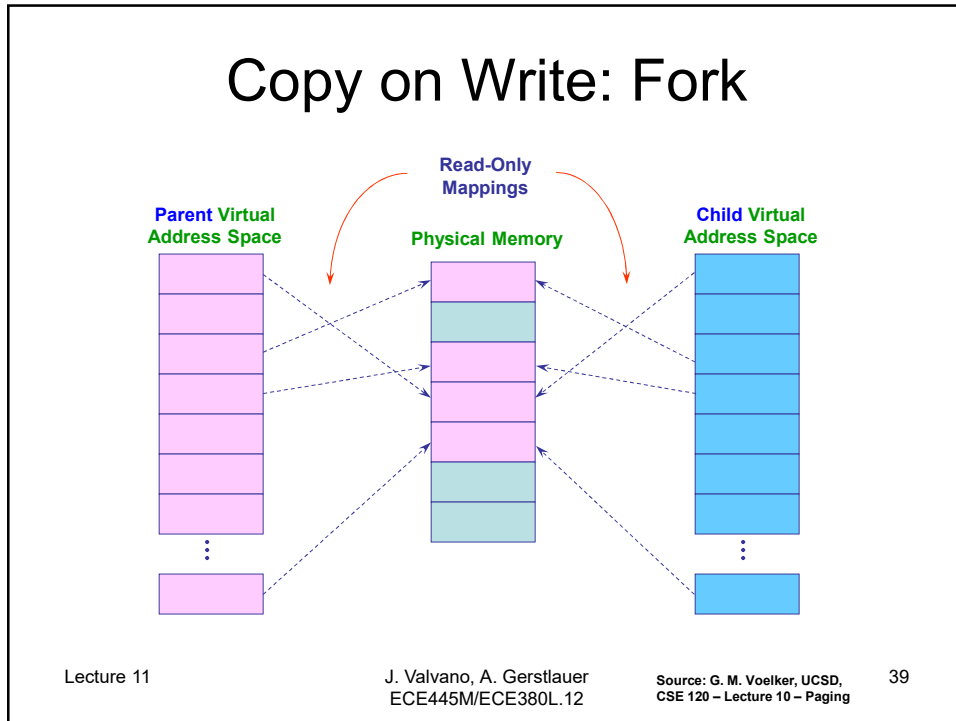 Copy on Write: Fork
Read-Only
Mappings
Parent Virtual
Address Space
Physical Memory
Child Virtual
Address Space
Lecture 11
J. Valvano, A. Gerstlauer
ECE445M/ECE380L.12
Source: G. M. Voelker, UCSD,
CSE 120 – Lecture 10 – Paging
39